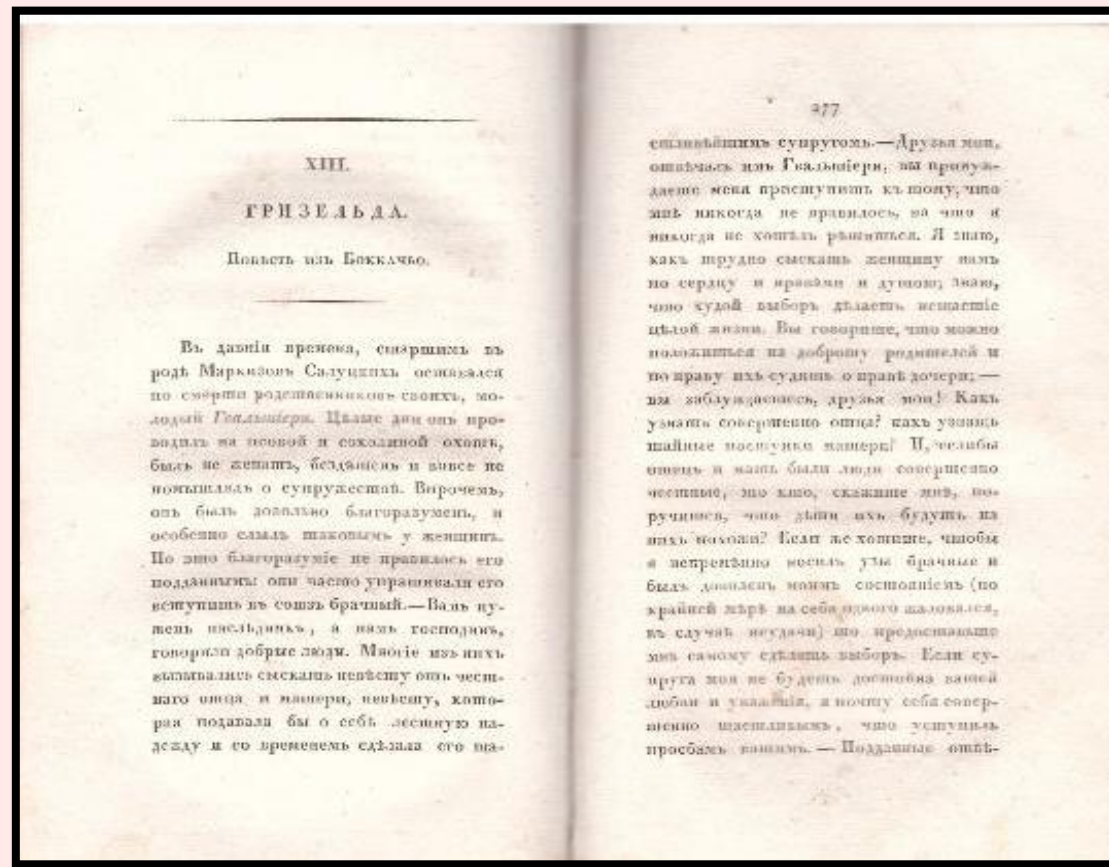 XIII.
ГРИЗЕЛЬДА.
Повѣсть изъ Боккачьо.
Въ давнія времена, старшимъ въ
родѣ Маркизовъ Салуцкихъ оставался
по смерти родственниковъ своихъ, мо-
лодый Гвальтіери. Цѣлые дни онъ про-
водилъ на псовой и соколиной охотѣ,
былъ не женатъ, бездѣтенъ и вовсе не
помышлялъ о супружествѣ. Впрочемъ,
онъ былъ довольно благоразуменъ, и
особенно слылъ таковымъ у женщинъ.
Но это благоразуміе не нравилось его
подданнымъ: они часто упрашивали его
вступить въ союзъ брачный.—Вамъ ну-
женъ наслѣдникъ, а намъ господинъ,
говорили добрые люди. Многіе изъ нихъ
вызывались сыскать невѣсту отъ чест-
наго отца и матери, невѣсту, кото-
рая подавала бы о себѣ лестную на-
дежду и со временемъ сдѣлала его ща-
277
стливѣйшимъ супругомъ.—Друзья мои,
отвѣчалъ имъ Гвальтіери, вы принуж-
даете меня приступить къ тому, что
мнѣ никогда не нравилось, на что я
никогда не хотѣлъ рѣшиться. Я знаю,
какъ трудно сыскать женщину намъ
по сердцу и нравами и душою; знаю,
что худой выборъ дѣлаетъ нещастіе
цѣлой жизни. Вы говорите, что можно
положиться на доброту родителей и
по нраву ихъ судить о нравѣ дочери; —
вы заблуждаетесь, друзья мои! Какъ
узнать совершенно отца? какъ узнать
тайные поступки матери? И, естьлибы
отецъ и мать были люди совершенно
честные, то кто, скажите мнѣ, по-
ручится, что дѣти ихъ будутъ на
нихъ похожи? Если же хотите, чтобы
я непремѣнно носилъ узы брачные и
былъ доволенъ моимъ состояніемъ (по
крайней мѣрѣ на себя одного жаловался,
въ случаѣ неудачи) то предоставьте
мнѣ самому сдѣлать выборъ. Если су-
пруга моя не будетъ достойна вашей
любви и уваженія, я почту себя совер-
шенно щастливымъ, что уступилъ
просбамъ вашимъ. — Подданные отвѣ-